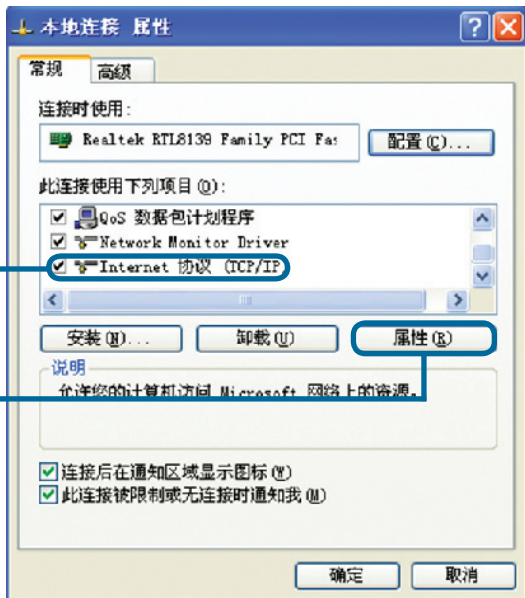 本地连接 属性
常规 高级
连接时使用:
Realtek RTL8139 Family PCI Fas
配置(C)...
此连接使用下列项目(O):
QoS 数据包计划程序
Network Monitor Driver
Internet 协议 (TCP/IP)
安装(N)... 卸载(U) 属性(R)
说明
允许您的计算机访问 Microsoft 网络上的资源。
连接后在通知区域显示图标(W)
此连接被限制或无连接时通知我(M)
确定 取消